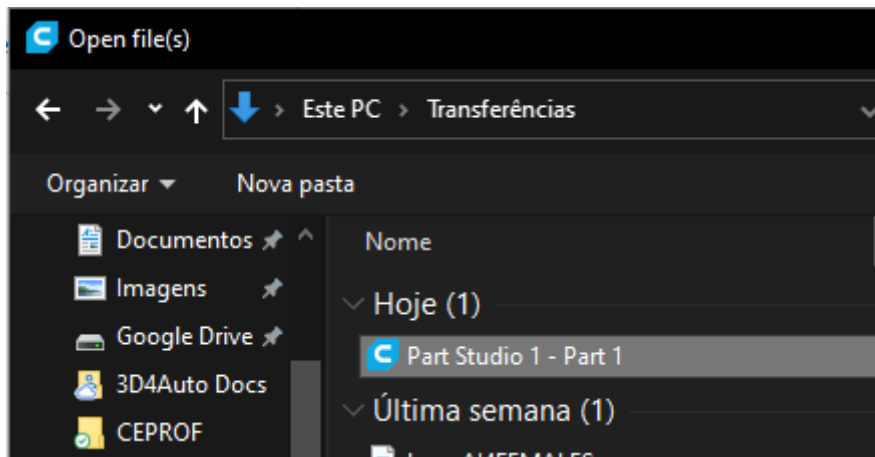 Open file(s)
Este PC > Transferências
Organizar Nova pasta
Documentos
Imagens
Google Drive
3D4Auto Docs
CEPROF
Nome
Hoje (1)
Part Studio 1 - Part 1
Última semana (1)